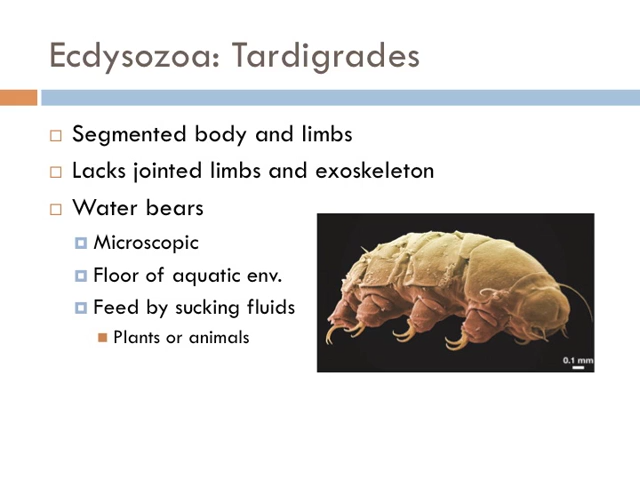 Ecdysozoa: Tardigrades
Segmented body and limbs
Lacks jointed limbs and exoskeleton
Water bears
Microscopic
Floor of aquatic env.
Feed by sucking fluids
Plants or animals
0.1 mm